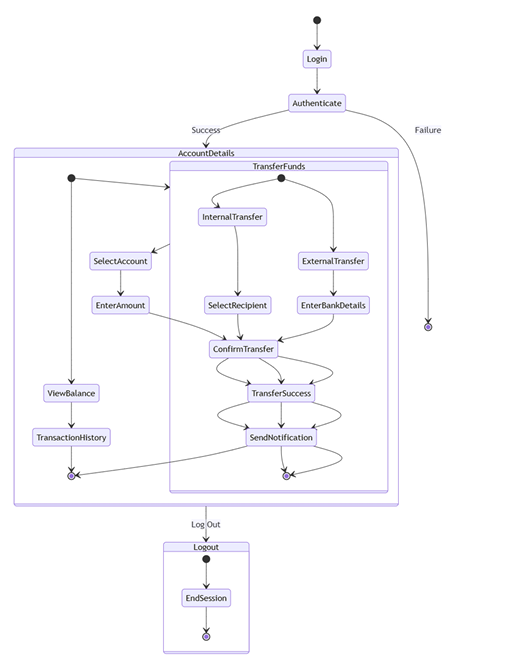 Login
Authenticate
Success
Failure
AccountDetails
TransferFunds
InternalTransfer
SelectAccount
ExternalTransfer
EnterAmount
SelectRecipient
EnterBankDetails
ConfirmTransfer
ViewBalance
TransferSuccess
TransactionHistory
SendNotification
Log Out
Logout
EndSession